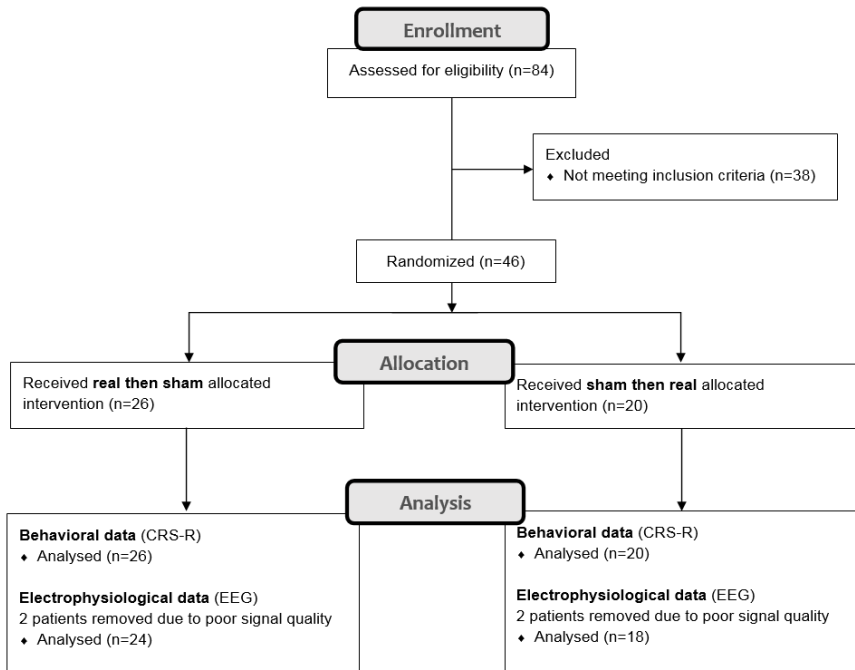 Enrollment
Assessed for eligibility (n=84)
Excluded
♦ Not meeting inclusion criteria (n=38)
Randomized (n=46)
Allocation
Received real then sham allocated
intervention (n=26)
Received sham then real allocated
intervention (n=20)
Analysis
Behavioral data (CRS-R)
♦ Analysed (n=26)
Electrophysiological data (EEG)
2 patients removed due to poor signal quality
♦ Analysed (n=24)
Behavioral data (CRS-R)
♦ Analysed (n=20)
Electrophysiological data (EEG)
2 patients removed due to poor signal quality
♦ Analysed (n=18)